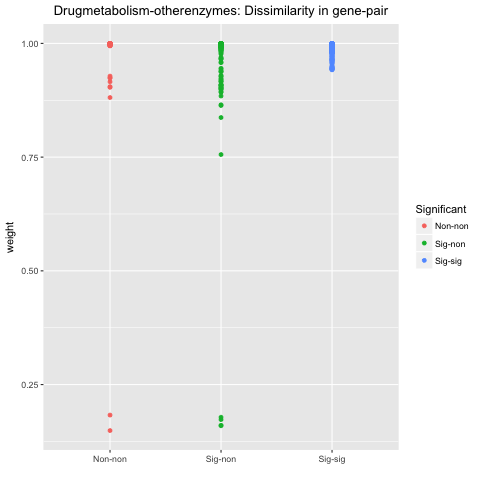 Drugmetabolism-otherenzymes: Dissimilarity in gene-pair
weight
1.00
0.75
0.50
0.25
Non-non
Sig-non
Sig-sig
Significant
Non-non
Sig-non
Sig-sig